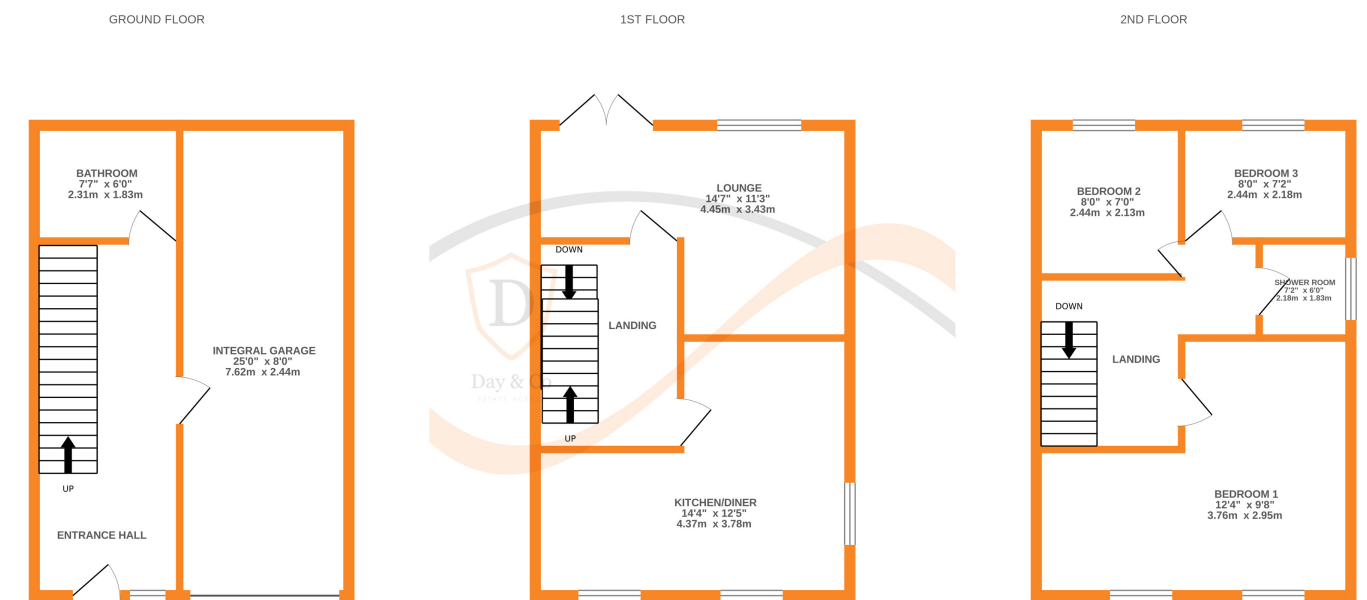 GROUND FLOOR
1ST FLOOR
2ND FLOOR
BATHROOM
7'7" x 6'0"
2.31m x 1.83m
INTEGRAL GARAGE
25'0" x 8'0"
7.62m x 2.44m
UP
ENTRANCE HALL
LOUNGE
14'7" x 11'3"
4.45m x 3.43m
DOWN
LANDING
UP
KITCHEN/DINER
14'4" x 12'5"
4.37m x 3.78m
D
Day & Co
BEDROOM 2
8'0" x 7'0"
2.44m x 2.13m
BEDROOM 3
8'0" x 7'2"
2.44m x 2.18m
SHOWER ROOM
7'2" x 6'0"
2.18m x 1.83m
DOWN
LANDING
BEDROOM 1
12'4" x 9'8"
3.76m x 2.95m